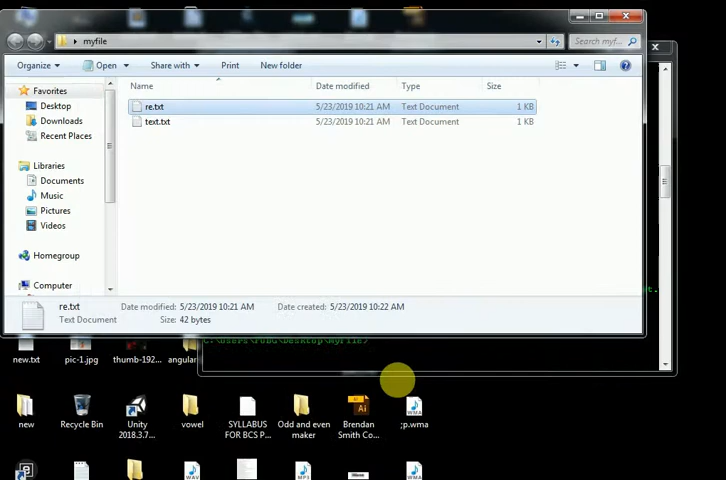 myfile
Search myf...
Organize
Open
Share with
Print
New folder
Name
Date modified
Type
Size
Favorites
Desktop
Downloads
Recent Places
Libraries
Documents
Music
Pictures
Videos
Homegroup
Computer
re.txt 5/23/2019 10:21 AM Text Document 1 KB
text.txt 5/23/2019 10:21 AM Text Document 1 KB
re.txt Date modified: 5/23/2019 10:21 AM Date created: 5/23/2019 10:22 AM
Text Document Size: 42 bytes
new.txt
pic-1.jpg
thumb-192...
angular
new
Recycle Bin
Unity
2018.3.7...
vowel
SYLLABUS
FOR BCS P...
Odd and even
maker
Brendan
Smith Co...
;p.wma